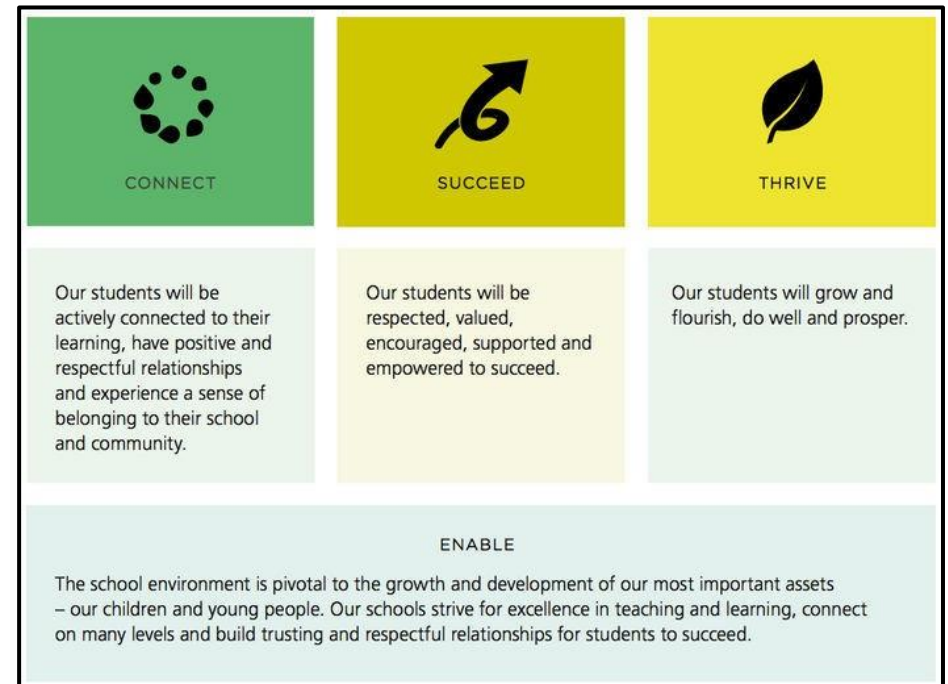 CONNECT
SUCCEED
THRIVE
Our students will be
actively connected to their
learning, have positive and
respectful relationships
and experience a sense of
belonging to their school
and community.
Our students will be
respected, valued,
encouraged, supported and
empowered to succeed.
Our students will grow and
flourish, do well and prosper.
ENABLE
The school environment is pivotal to the growth and development of our most important assets
– our children and young people. Our schools strive for excellence in teaching and learning, connect
on many levels and build trusting and respectful relationships for students to succeed.